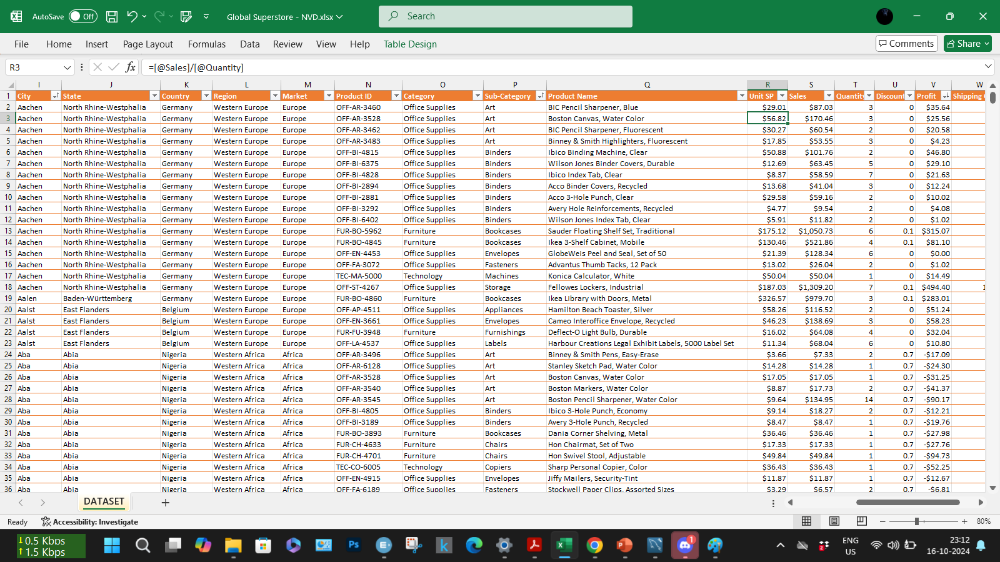 AutoSave Off Global Superstore - NVD.xlsx Search
File Home Insert Page Layout Formulas Data Review View Help Table Design Comments Share
R3 fx =[@Sales]/[@Quantity]
I J K L M N O P Q R S T U V W
1 City State Country Region Market Product ID Category Sub-Category Product Name Unit SP Sales Quantity Discount Profit Shipping
2 Aachen North Rhine-Westphalia Germany Western Europe Europe OFF-AR-3460 Office Supplies Art BIC Pencil Sharpener, Blue $29.01 $87.03 3 0 $35.64
3 Aachen North Rhine-Westphalia Germany Western Europe Europe OFF-AR-3528 Office Supplies Art Boston Canvas, Water Color $56.82 $170.46 3 0 $25.56
4 Aachen North Rhine-Westphalia Germany Western Europe Europe OFF-AR-3462 Office Supplies Art BIC Pencil Sharpener, Fluorescent $30.27 $60.54 2 0 $20.58
5 Aachen North Rhine-Westphalia Germany Western Europe Europe OFF-AR-3483 Office Supplies Art Binney & Smith Highlighters, Fluorescent $17.85 $53.55 3 0 $4.23
6 Aachen North Rhine-Westphalia Germany Western Europe Europe OFF-BI-4815 Office Supplies Binders Ibico Binding Machine, Clear $50.88 $101.76 2 0 $46.80
7 Aachen North Rhine-Westphalia Germany Western Europe Europe OFF-BI-6375 Office Supplies Binders Wilson Jones Binder Covers, Durable $12.69 $63.45 5 0 $29.10
8 Aachen North Rhine-Westphalia Germany Western Europe Europe OFF-BI-4828 Office Supplies Binders Ibico Index Tab, Clear $8.37 $58.59 7 0 $21.63
9 Aachen North Rhine-Westphalia Germany Western Europe Europe OFF-BI-2894 Office Supplies Binders Acco Binder Covers, Recycled $13.68 $41.04 3 0 $12.24
10 Aachen North Rhine-Westphalia Germany Western Europe Europe OFF-BI-2881 Office Supplies Binders Acco 3-Hole Punch, Clear $29.58 $59.16 2 0 $10.02
11 Aachen North Rhine-Westphalia Germany Western Europe Europe OFF-BI-3292 Office Supplies Binders Avery Hole Reinforcements, Recycled $4.77 $9.54 2 0 $4.08
12 Aachen North Rhine-Westphalia Germany Western Europe Europe OFF-BI-6402 Office Supplies Binders Wilson Jones Index Tab, Clear $5.91 $11.82 2 0 $1.02
13 Aachen North Rhine-Westphalia Germany Western Europe Europe FUR-BO-5962 Furniture Bookcases Sauder Floating Shelf Set, Traditional $175.12 $1,050.73 6 0.1 $315.07
14 Aachen North Rhine-Westphalia Germany Western Europe Europe FUR-BO-4845 Furniture Bookcases Ikea 3-Shelf Cabinet, Mobile $130.46 $521.86 4 0.1 $81.10
15 Aachen North Rhine-Westphalia Germany Western Europe Europe OFF-EN-4453 Office Supplies Envelopes GlobeWeis Peel and Seal, Set of 50 $21.39 $128.34 6 0 $0.00
16 Aachen North Rhine-Westphalia Germany Western Europe Europe OFF-FA-3072 Office Supplies Fasteners Advantus Thumb Tacks, 12 Pack $13.02 $26.04 2 0 $1.02
17 Aachen North Rhine-Westphalia Germany Western Europe Europe TEC-MA-5000 Technology Machines Konica Calculator, White $50.04 $50.04 1 0 $14.49
18 Aachen North Rhine-Westphalia Germany Western Europe Europe OFF-ST-4267 Office Supplies Storage Fellowes Lockers, Industrial $187.03 $1,309.20 7 0.1 $494.40 1
19 Aalen Baden-Württemberg Germany Western Europe Europe FUR-BO-4860 Furniture Bookcases Ikea Library with Doors, Metal $326.57 $979.70 3 0.1 $283.01
20 Aalst East Flanders Belgium Western Europe Europe OFF-AP-4511 Office Supplies Appliances Hamilton Beach Toaster, Silver $58.26 $116.52 2 0 $51.24
21 Aalst East Flanders Belgium Western Europe Europe OFF-EN-3661 Office Supplies Envelopes Cameo Interoffice Envelope, Recycled $46.23 $138.69 3 0 $58.23
22 Aalst East Flanders Belgium Western Europe Europe FUR-FU-3948 Furniture Furnishings Deflect-O Light Bulb, Durable $16.02 $64.08 4 0 $32.04
23 Aalst East Flanders Belgium Western Europe Europe OFF-LA-4537 Office Supplies Labels Harbour Creations Legal Exhibit Labels, 5000 Label Set $11.34 $68.04 6 0 $10.80
24 Aba Abia Nigeria Western Africa Africa OFF-AR-3496 Office Supplies Art Binney & Smith Pens, Easy-Erase $3.66 $7.33 2 0.7 -$17.09
25 Aba Abia Nigeria Western Africa Africa OFF-AR-6128 Office Supplies Art Stanley Sketch Pad, Water Color $14.28 $14.28 1 0.7 -$24.30
26 Aba Abia Nigeria Western Africa Africa OFF-AR-3528 Office Supplies Art Boston Canvas, Water Color $17.05 $17.05 1 0.7 -$31.25
27 Aba Abia Nigeria Western Africa Africa OFF-AR-3540 Office Supplies Art Boston Markers, Water Color $8.87 $17.73 2 0.7 -$41.37
28 Aba Abia Nigeria Western Africa Africa OFF-AR-3545 Office Supplies Art Boston Pencil Sharpener, Water Color $9.64 $134.95 14 0.7 -$90.17
29 Aba Abia Nigeria Western Africa Africa OFF-BI-4805 Office Supplies Binders Ibico 3-Hole Punch, Economy $9.14 $18.27 2 0.7 -$12.21
30 Aba Abia Nigeria Western Africa Africa OFF-BI-3189 Office Supplies Binders Avery 3-Hole Punch, Recycled $8.47 $8.47 1 0.7 -$19.76
31 Aba Abia Nigeria Western Africa Africa FUR-BO-3893 Furniture Bookcases Dania Corner Shelving, Metal $36.46 $36.46 1 0.7 -$27.98
32 Aba Abia Nigeria Western Africa Africa FUR-CH-4633 Furniture Chairs Hon Chairmat, Set of Two $17.33 $17.33 1 0.7 -$27.76
33 Aba Abia Nigeria Western Africa Africa FUR-CH-4701 Furniture Chairs Hon Swivel Stool, Adjustable $49.84 $49.84 1 0.7 -$94.73
34 Aba Abia Nigeria Western Africa Africa TEC-CO-6005 Technology Copiers Sharp Personal Copier, Color $36.43 $36.43 1 0.7 -$52.25
35 Aba Abia Nigeria Western Africa Africa OFF-EN-4915 Office Supplies Envelopes Jiffy Mailers, Security-Tint $11.87 $11.87 1 0.7 -$12.67
36 Aba Abia Nigeria Western Africa Africa OFF-FA-6189 Office Supplies Fasteners Stockwell Paper Clips, Assorted Sizes $3.29 $6.57 2 0.7 -$6.81
DATASET
Ready Accessibility: Investigate 80%
0.5 Kbps
1.5 Kbps
Ps
k
1
2
ENG
US
23:12
16-10-2024